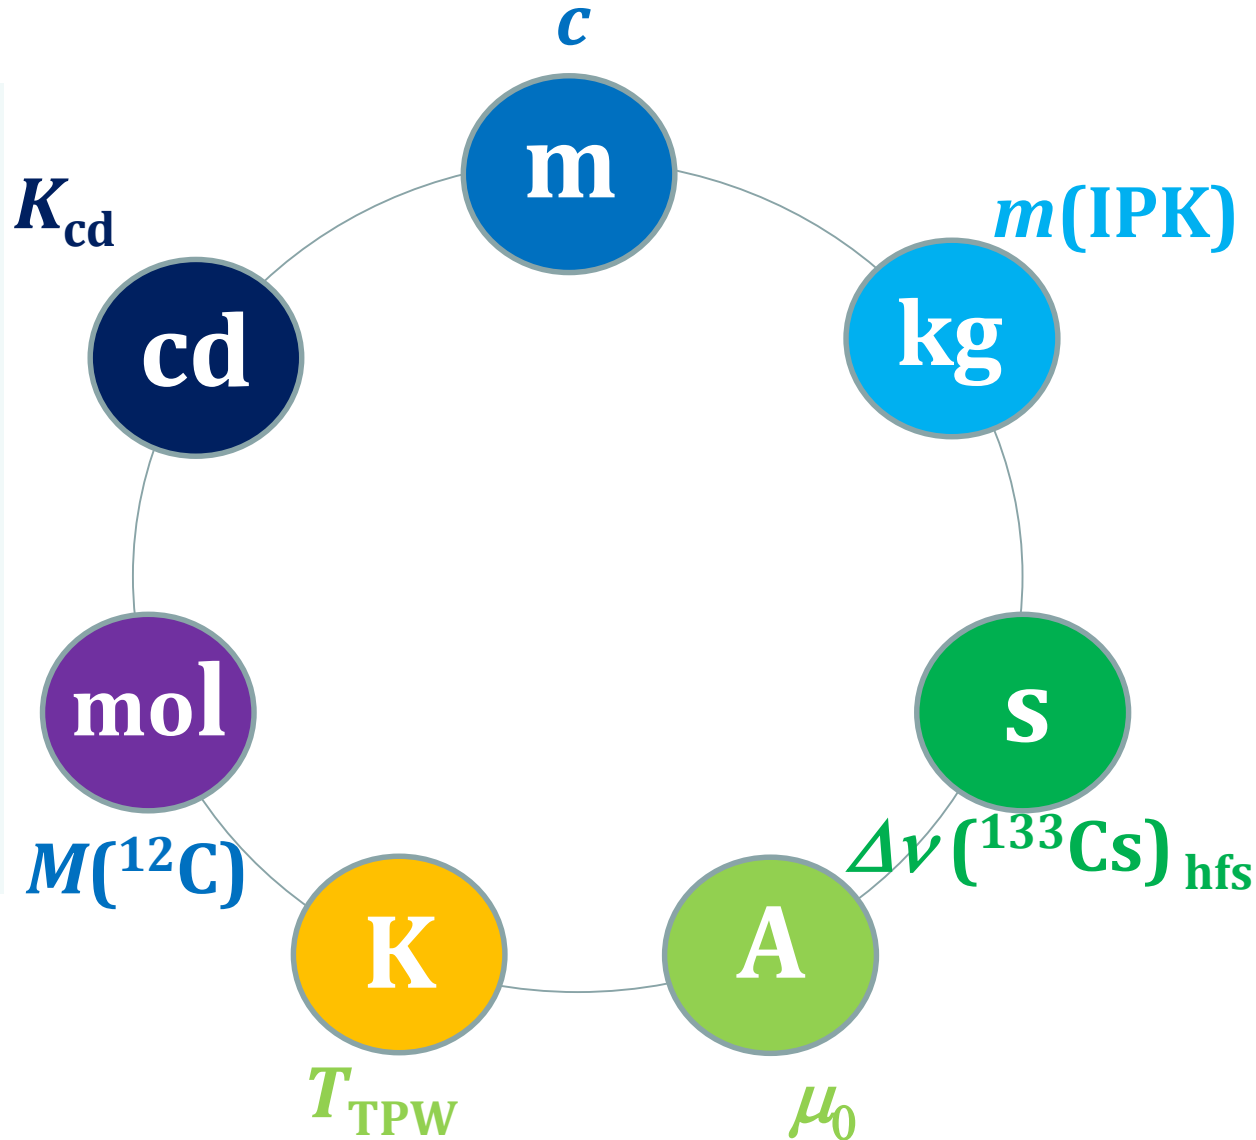 c
m
K_cd
m(IPK)
kg
cd
mol
s
M(¹²C)
Δν(¹³³Cs)_hfs
K
A
T_TPW
μ₀